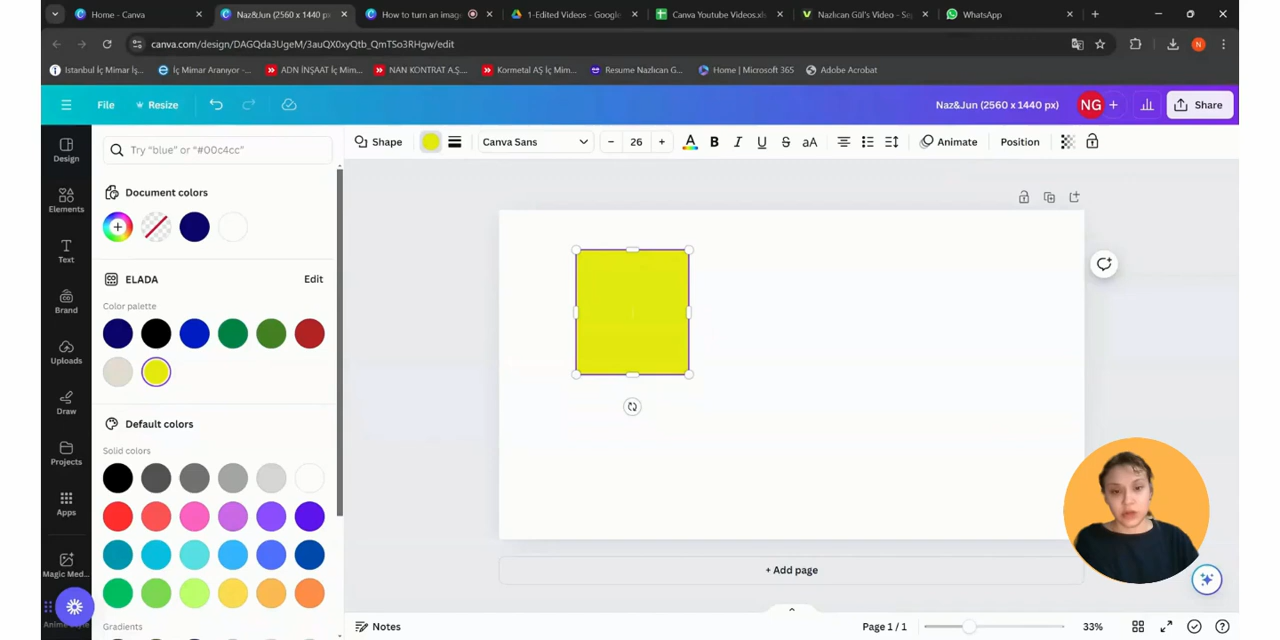 Home - Canva
Naz&Jun (2560 x 1440 px)
How to turn an image
1-Edited Videos - Google
Canva Youtube Videos.xls
Nazlıcan Gül's Video - Sep
WhatsApp
canva.com/design/DAGQda3UgeM/3auQX0xyQtb_QmTSo3RHgw/edit
N
Istanbul İç Mimar İş...
İç Mimar Aranıyor -...
ADN İNŞAAT İç Mim...
NAN KONTRAT A.Ş...
Kormetal AŞ İç Mim...
Resume Nazlıcan G...
Home | Microsoft 365
Adobe Acrobat
File
Resize
Naz&Jun (2560 x 1440 px)
NG
Share
Design
Elements
Text
Brand
Uploads
Draw
Projects
Apps
Magic Med...
Try "blue" or "#00c4cc"
Document colors
ELADA
Edit
Color palette
Default colors
Solid colors
Gradients
Shape
Canva Sans
26
B
I
U
S
aA
Animate
Position
+ Add page
Notes
Page 1 / 1
33%